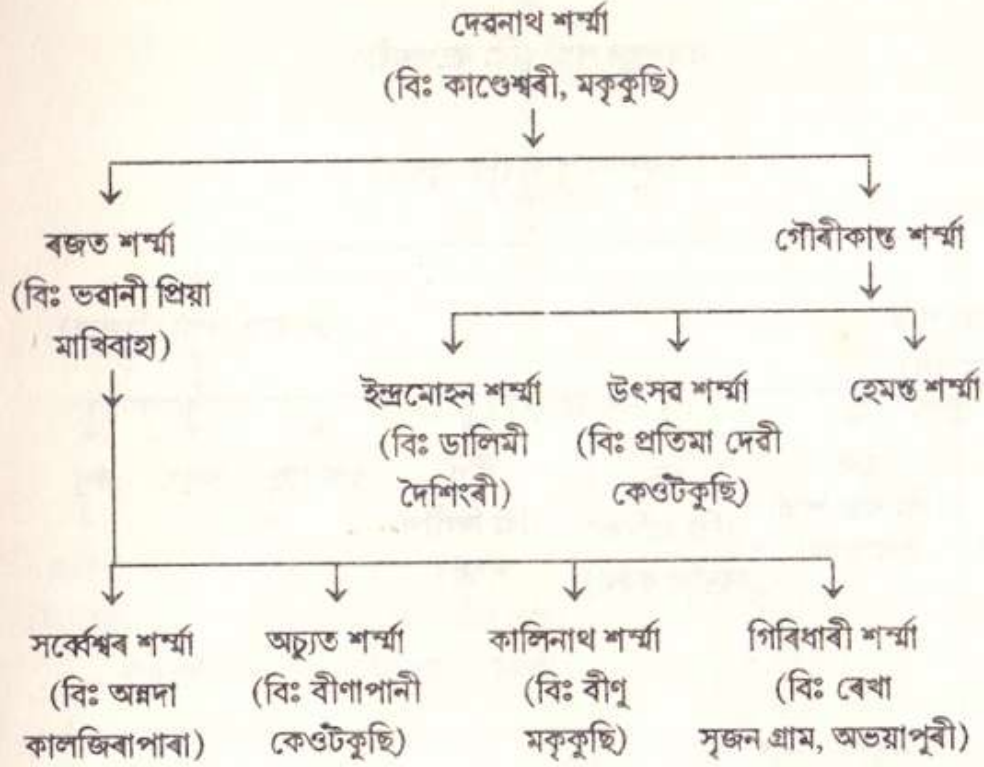 দেৱনাথ শৰ্ম্মা
(বিঃ কাণ্ডেশ্বৰী, মকৃকুছি)
ৰজত শৰ্ম্মা
(বিঃ ভৱানী প্ৰিয়া
মাখিবাহা)
গৌৰীকান্ত শৰ্ম্মা
ইন্দ্ৰমোহন শৰ্ম্মা
(বিঃ ডালিমী
দৈশিংৰী)
উৎসৱ শৰ্ম্মা
(বিঃ প্ৰতিমা দেৱী
কেওটকুছি)
হেমন্ত শৰ্ম্মা
সৰ্ব্বেশ্বৰ শৰ্ম্মা
(বিঃ অন্নদা
কালজিৰাপাৰা)
অচ্যুত শৰ্ম্মা
(বিঃ বীণাপানী
কেওটকুছি)
কালিনাথ শৰ্ম্মা
(বিঃ বীণু
মকৃকুছি)
গিৰিধাৰী শৰ্ম্মা
(বিঃ ৰেখা
সৃজন গ্ৰাম, অভয়াপূৰী)